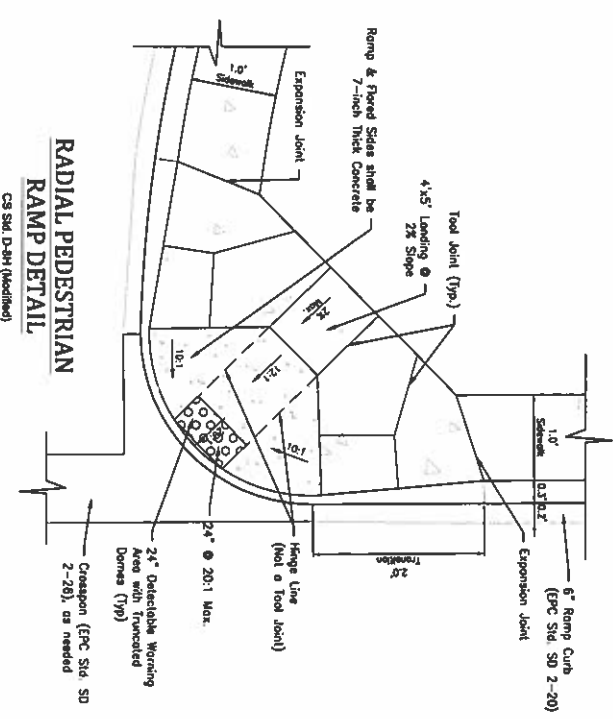 Ramp & Flared Sides shall be
7-inch Thick Concrete
Expansion Joint
1.0'
Sidewalk
Tool Joint (Typ.)
4'x5' Landing @
2% Slope
2%
Max.
12:1
10:1
10:1
1.0'
Sidewalk
0.3'
0.2'
6" Ramp Curb
(EPC Std. SD 2-20)
Expansion Joint
2.0'
Transition
Hinge Line
(Not a Tool Joint)
24" @ 20:1 Max.
24" Detectable Warning
Area with Truncated
Domes (Typ)
Crosspan (EPC Std. SD
2-26), as needed
RADIAL PEDESTRIAN
RAMP DETAIL
CS Std. D-8H (Modified)